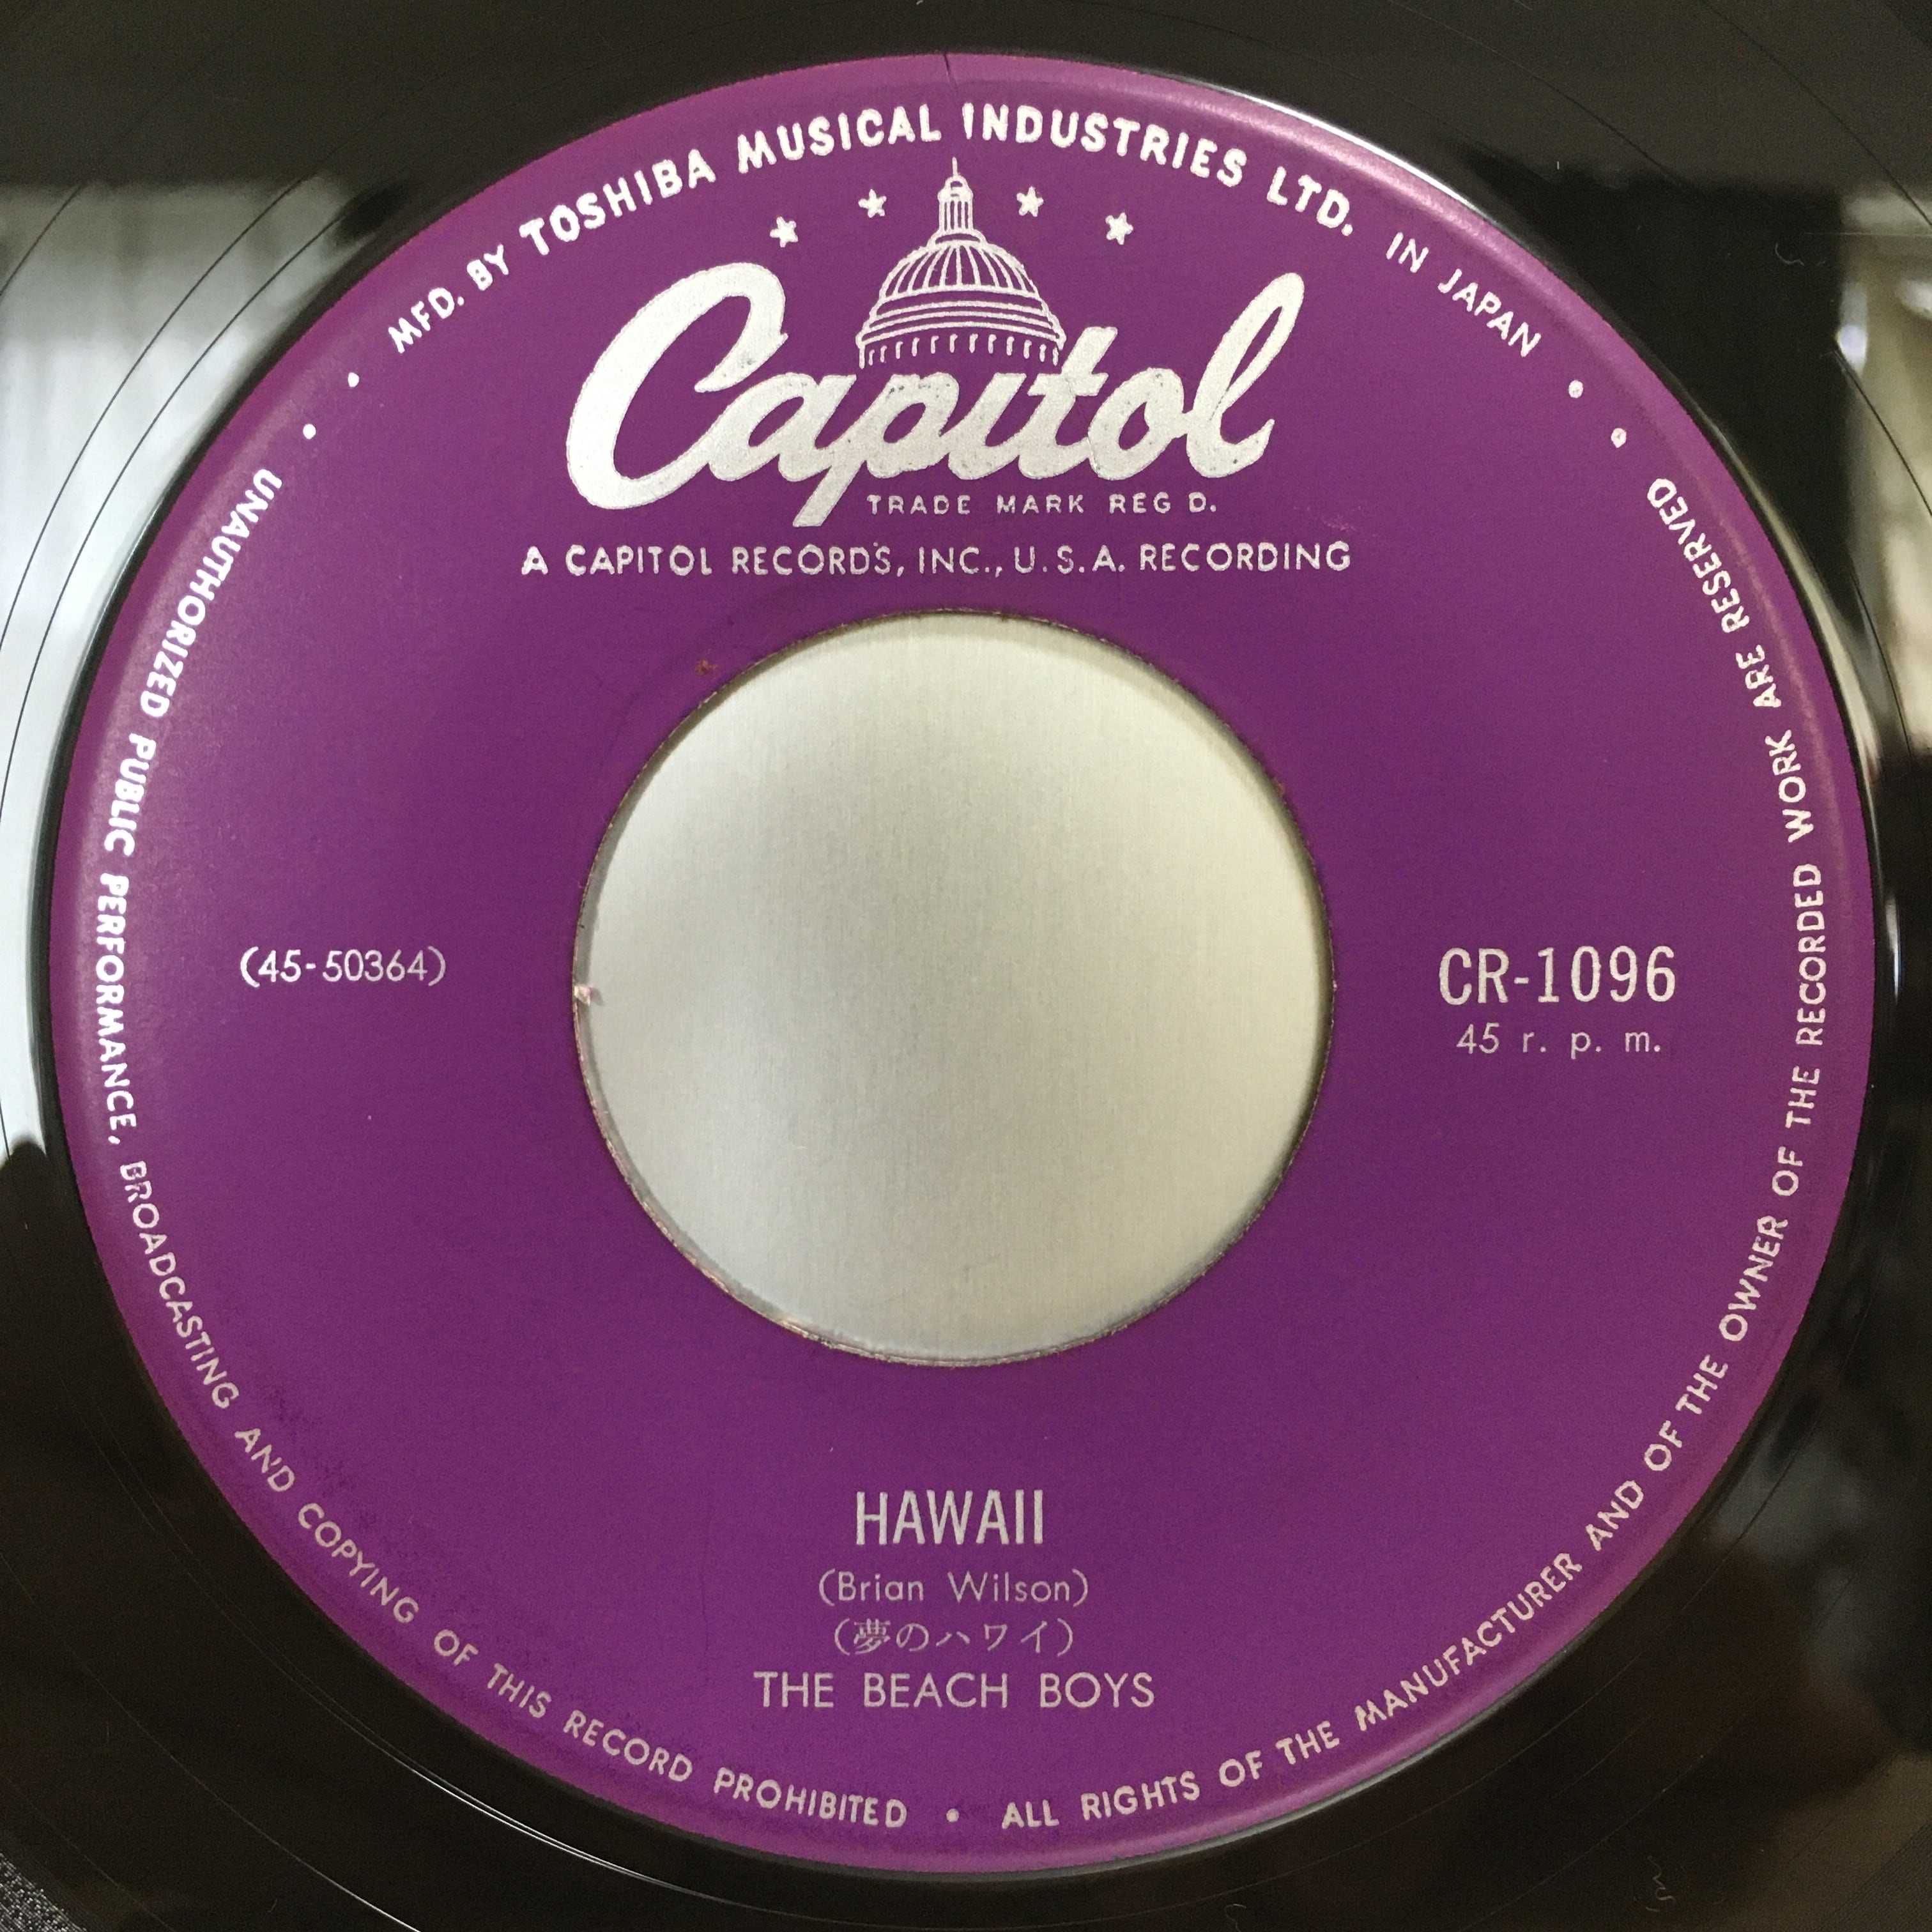 MFD. BY TOSHIBA MUSICAL INDUSTRIES LTD. IN JAPAN
Capitol
TRADE MARK REG D.
A CAPITOL RECORDS, INC., U.S.A. RECORDING
(45-50364)
CR-1096
45 r. p. m.
HAWAII
(Brian Wilson)
(夢のハワイ)
THE BEACH BOYS
UNAUTHORIZED PUBLIC PERFORMANCE, BROADCASTING AND COPYING OF THIS RECORD PROHIBITED • ALL RIGHTS OF THE MANUFACTURER AND OF THE OWNER OF THE RECORDED WORK ARE RESERVED